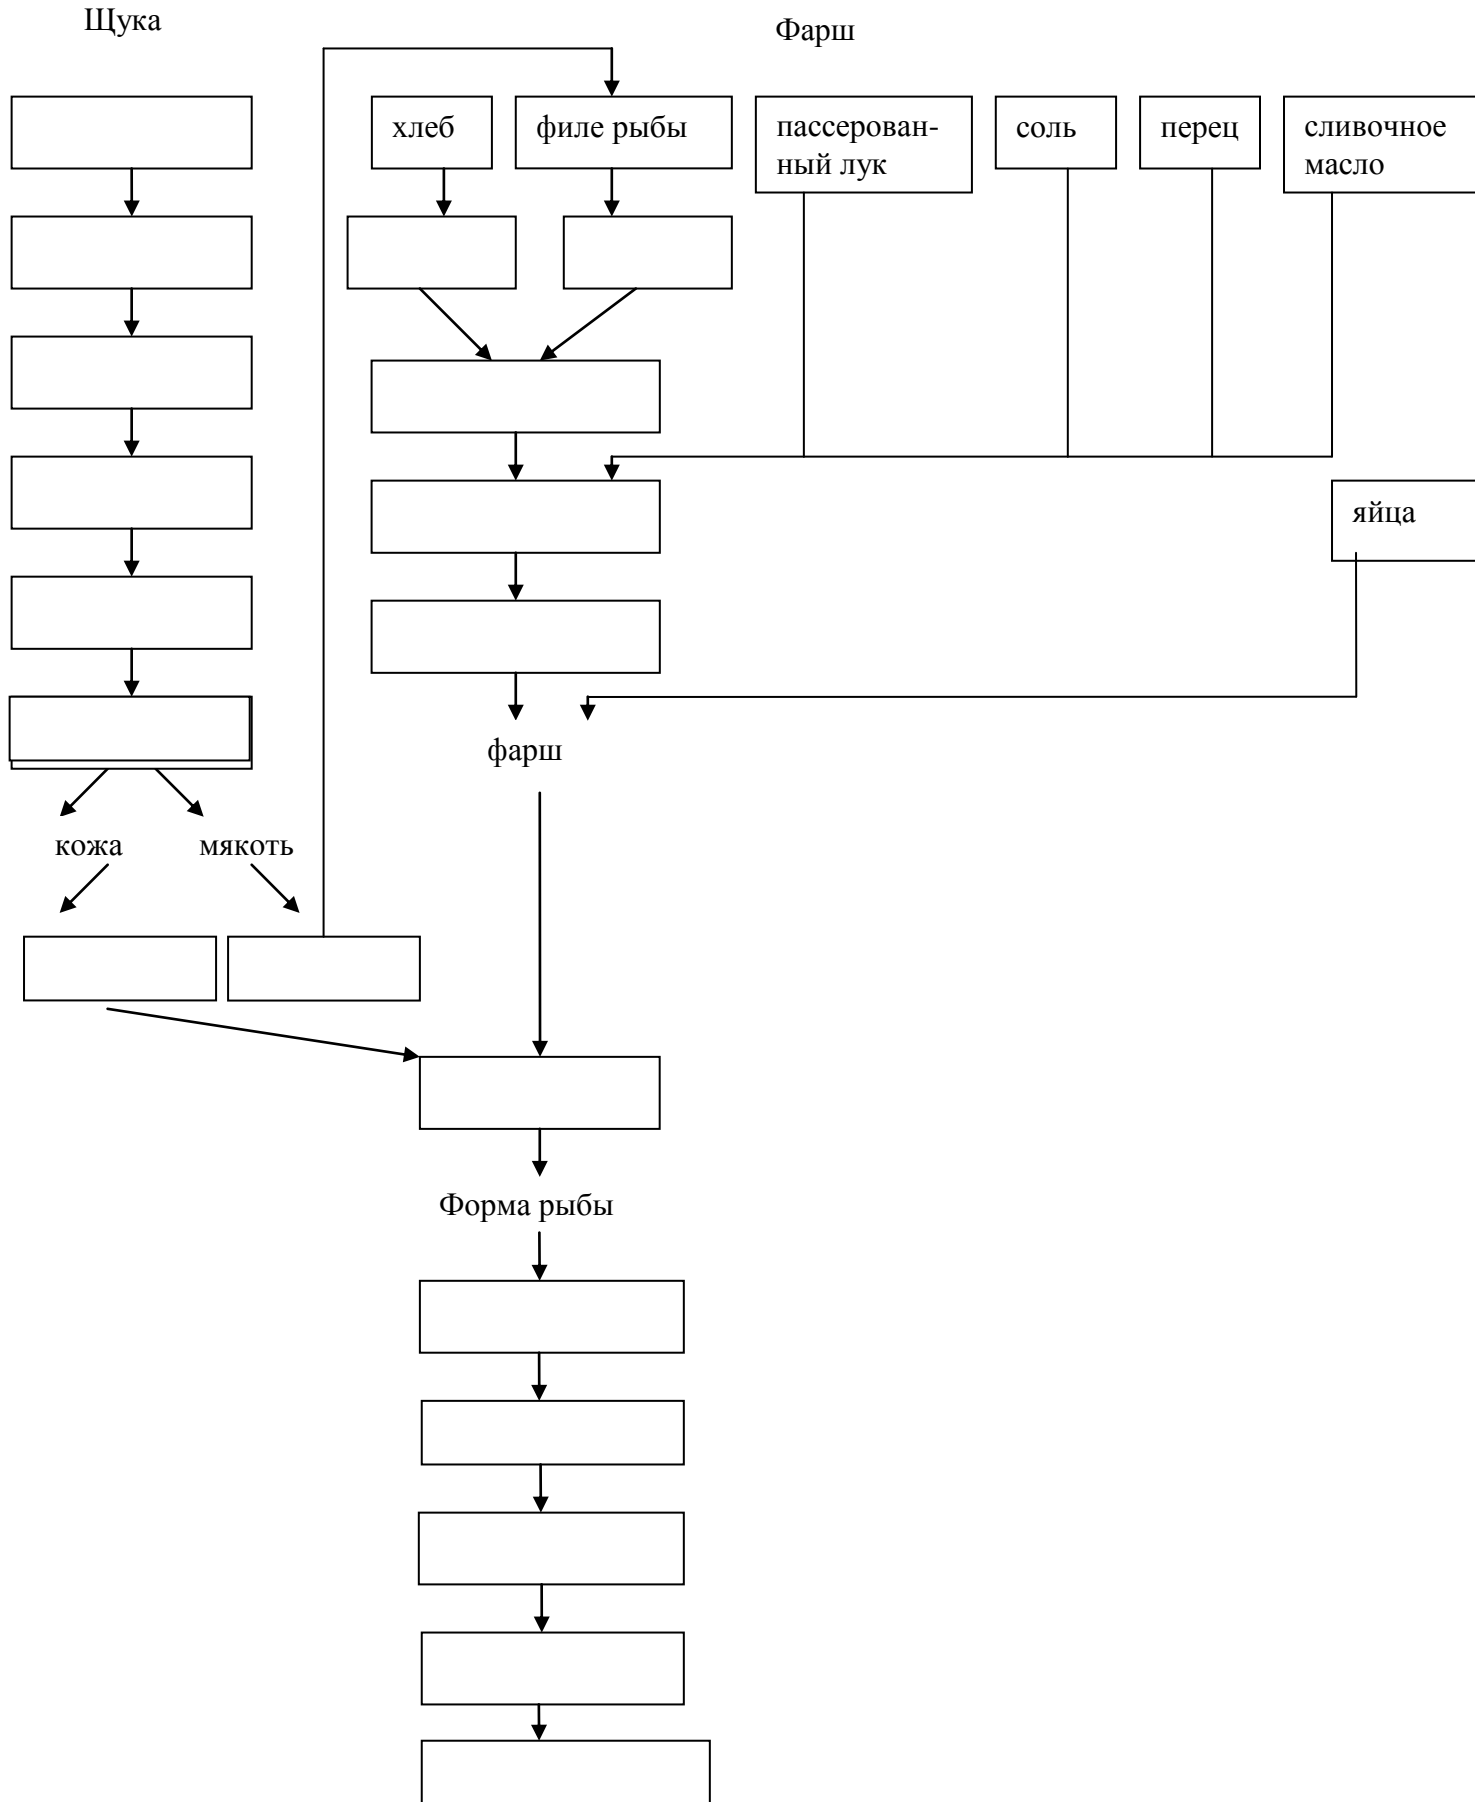 Щука
Фарш
хлеб
филе рыбы
пассерован-
ный лук
соль
перец
сливочное
масло
яйца
фарш
кожа
мякоть
Форма рыбы